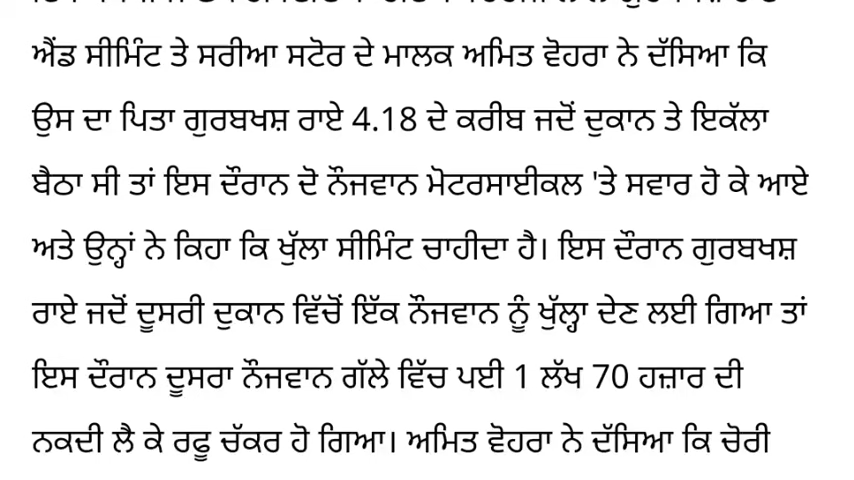 ਐਂਡ ਸੀਮਿੰਟ ਤੇ ਸਰੀਆ ਸਟੋਰ ਦੇ ਮਾਲਕ ਅਮਿਤ ਵੋਹਰਾ ਨੇ ਦੱਸਿਆ ਕਿ
ਉਸ ਦਾ ਪਿਤਾ ਗੁਰਬਖਸ਼ ਰਾਏ 4.18 ਦੇ ਕਰੀਬ ਜਦੋਂ ਦੁਕਾਨ ਤੇ ਇਕੱਲਾ
ਬੈਠਾ ਸੀ ਤਾਂ ਇਸ ਦੌਰਾਨ ਦੋ ਨੌਜਵਾਨ ਮੋਟਰਸਾਈਕਲ 'ਤੇ ਸਵਾਰ ਹੋ ਕੇ ਆਏ
ਅਤੇ ਉਨ੍ਹਾਂ ਨੇ ਕਿਹਾ ਕਿ ਖੁੱਲਾ ਸੀਮਿੰਟ ਚਾਹੀਦਾ ਹੈ। ਇਸ ਦੌਰਾਨ ਗੁਰਬਖਸ਼
ਰਾਏ ਜਦੋਂ ਦੂਸਰੀ ਦੁਕਾਨ ਵਿੱਚੋਂ ਇੱਕ ਨੌਜਵਾਨ ਨੂੰ ਖੁੱਲ੍ਹਾ ਦੇਣ ਲਈ ਗਿਆ ਤਾਂ
ਇਸ ਦੌਰਾਨ ਦੂਸਰਾ ਨੌਜਵਾਨ ਗੱਲੇ ਵਿੱਚ ਪਈ 1 ਲੱਖ 70 ਹਜ਼ਾਰ ਦੀ
ਨਕਦੀ ਲੈ ਕੇ ਰਫੂ ਚੱਕਰ ਹੋ ਗਿਆ। ਅਮਿਤ ਵੋਹਰਾ ਨੇ ਦੱਸਿਆ ਕਿ ਚੋਰੀ